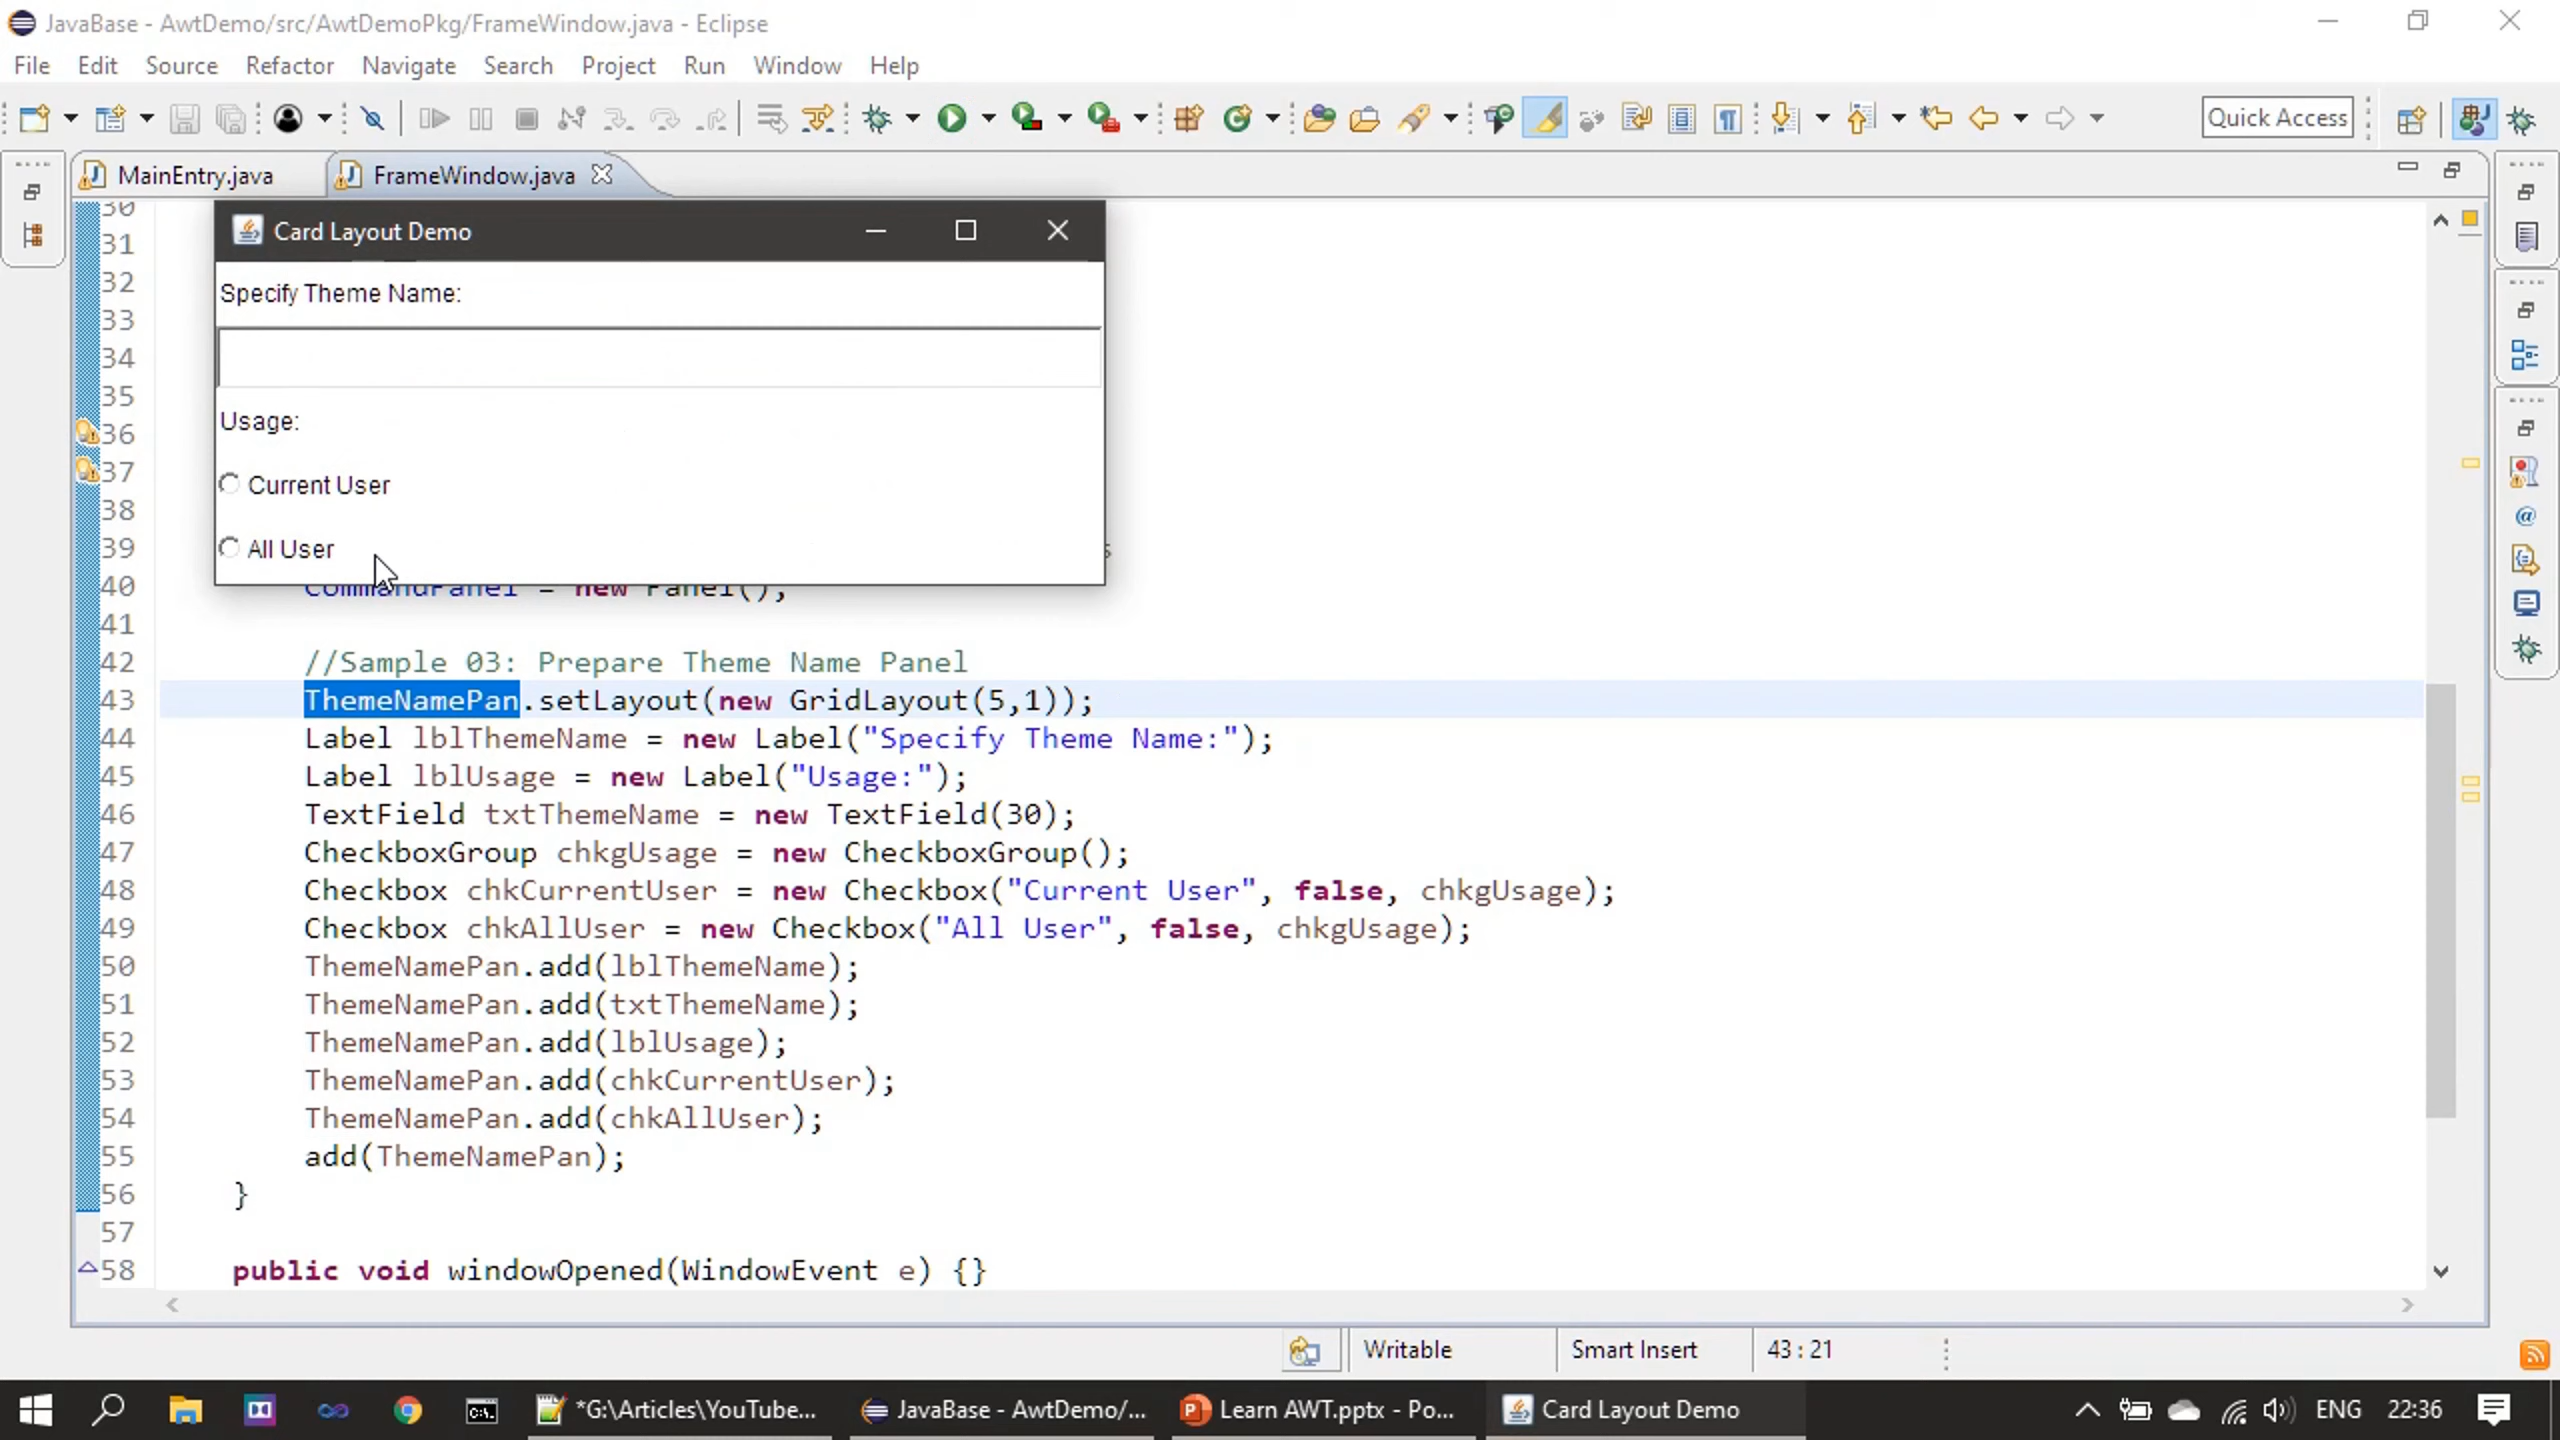 JavaBase - AwtDemo/src/AwtDemoPkg/FrameWindow.java - Eclipse
File Edit Source Refactor Navigate Search Project Run Window Help
Quick Access
MainEntry.java FrameWindow.java
30
31
32
33
34
35
36
37
38
39
Card Layout Demo
Specify Theme Name:
Usage:
Current User
All User
40 CommandPanel = new Panel();
41
42 //Sample 03: Prepare Theme Name Panel
43 ThemeNamePan.setLayout(new GridLayout(5,1));
44 Label lblThemeName = new Label("Specify Theme Name:");
45 Label lblUsage = new Label("Usage:");
46 TextField txtThemeName = new TextField(30);
47 CheckboxGroup chkgUsage = new CheckboxGroup();
48 Checkbox chkCurrentUser = new Checkbox("Current User", false, chkgUsage);
49 Checkbox chkAllUser = new Checkbox("All User", false, chkgUsage);
50 ThemeNamePan.add(lblThemeName);
51 ThemeNamePan.add(txtThemeName);
52 ThemeNamePan.add(lblUsage);
53 ThemeNamePan.add(chkCurrentUser);
54 ThemeNamePan.add(chkAllUser);
55 add(ThemeNamePan);
56 }
57
58 public void windowOpened(WindowEvent e) {}
Writable Smart Insert 43 : 21
*G:\Articles\YouTube... JavaBase - AwtDemo/... Learn AWT.pptx - Po... Card Layout Demo ENG 22:36